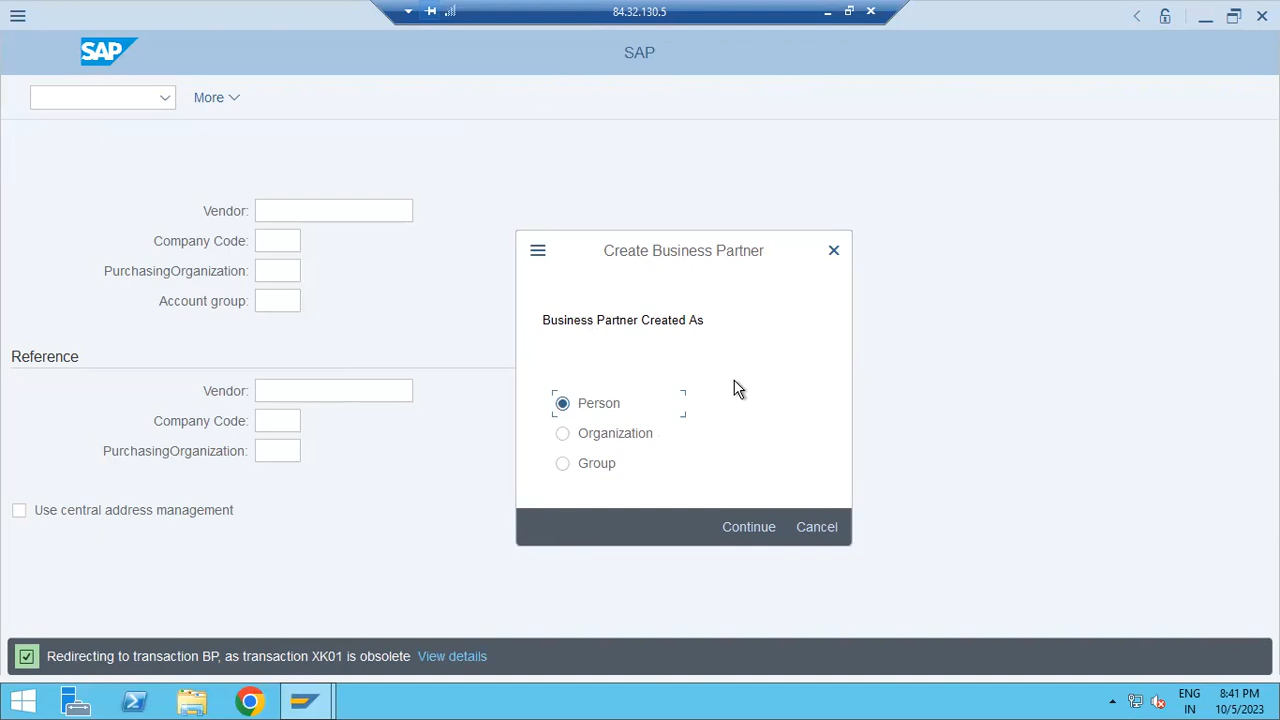 84.32.130.5
SAP
SAP
More
Vendor:
Company Code:
PurchasingOrganization:
Account group:
Reference
Vendor:
Company Code:
PurchasingOrganization:
Use central address management
Create Business Partner
Business Partner Created As
Person
Organization
Group
Continue Cancel
Redirecting to transaction BP, as transaction XK01 is obsolete View details
ENG 8:41 PM
IN 10/5/2023